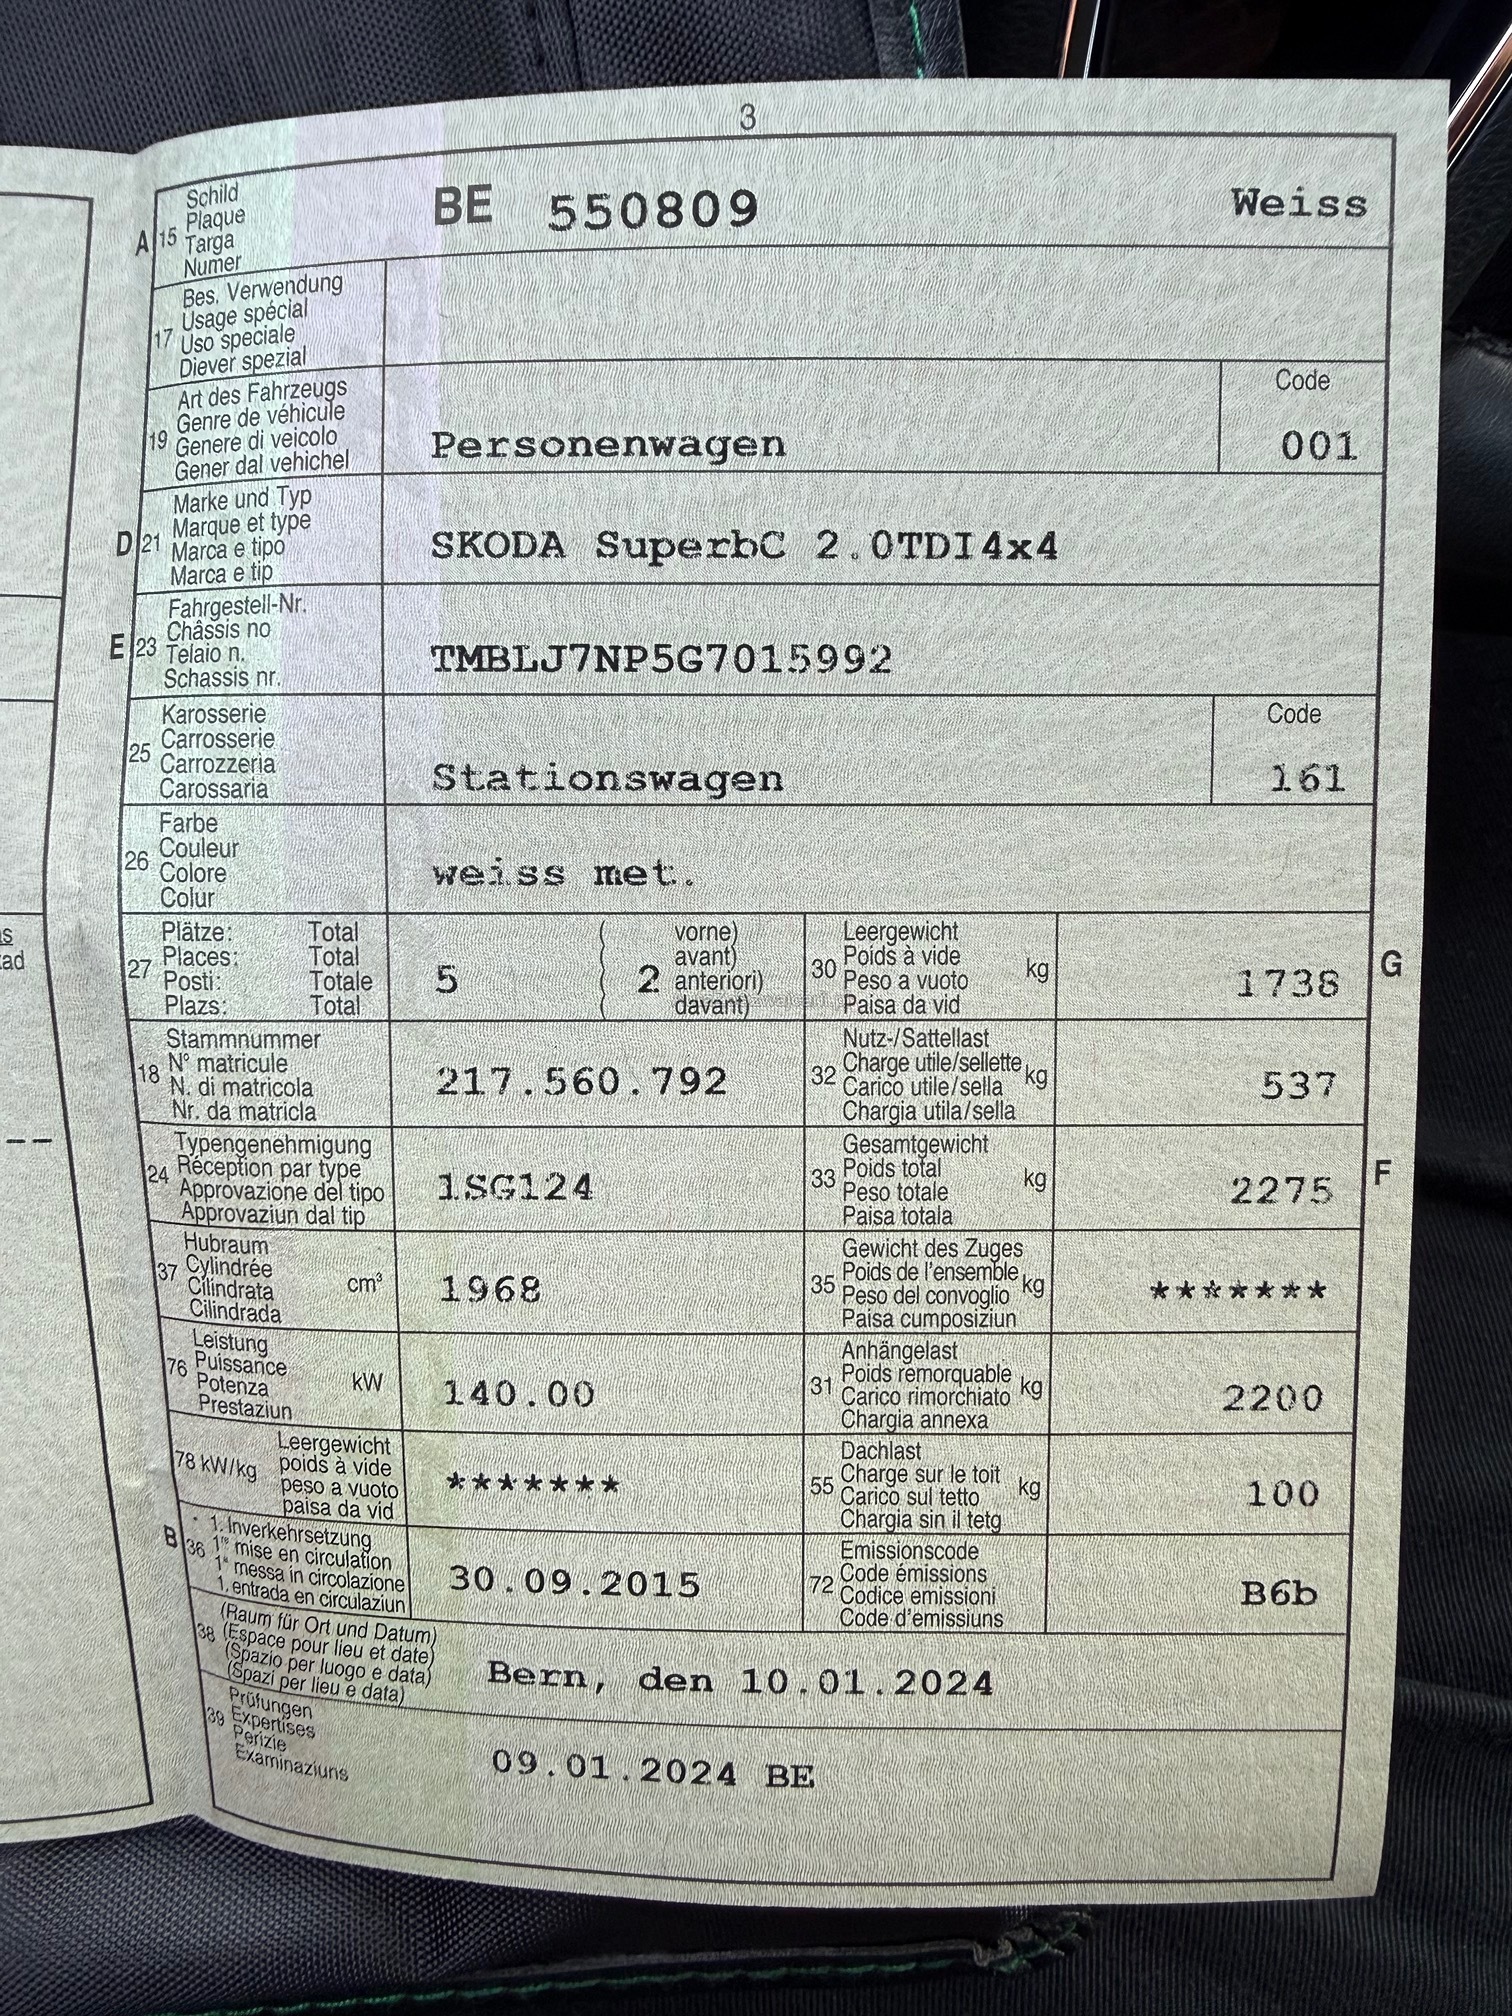 3
A 15 Schild
Plaque
Targa
Numer
BE 550809 Weiss
17 Bes. Verwendung
Usage spécial
Uso speciale
Diever spezial
19 Art des Fahrzeugs
Genre de véhicule
Genere di veicolo
Gener dal vehichel
Personenwagen
Code
001
D 21 Marke und Typ
Marque et type
Marca e tipo
Marca e tip
SKODA SuperbC 2.0TDI4x4
E 23 Fahrgestell-Nr.
Châssis no
Telaio n.
Schassis nr.
TMBLJ7NP5G7015992
25 Karosserie
Carrosserie
Carrozzeria
Carossaria
Stationswagen
Code
161
26 Farbe
Couleur
Colore
Colur
weiss met.
27 Plätze: Total
Places: Total
Posti: Totale
Plazs: Total
5 ( 2 vorne)
avant)
anteriori)
davant)
30 Leergewicht
Poids à vide
Peso a vuoto
Paisa da vid
kg
1738
G
18 Stammnummer
N° matricule
N. di matricola
Nr. da matricla
217.560.792
32 Nutz-/Sattellast
Charge utile/sellette
Carico utile/sella
Chargia utila/sella
kg
537
24 Typengenehmigung
Réception par type
Approvazione del tipo
Approvaziun dal tip
1SG124
33 Gesamtgewicht
Poids total
Peso totale
Paisa totala
kg
2275
F
37 Hubraum
Cylindrée
Cilindrata
Cilindrada
cm³
1968
35 Gewicht des Zuges
Poids de l'ensemble
Peso del convoglio
Paisa cumposiziun
kg
*******
76 Leistung
Puissance
Potenza
Prestaziun
kW
140.00
31 Anhängelast
Poids remorquable
Carico rimorchiato
Chargia annexa
kg
2200
78 kW/kg Leergewicht
poids à vide
peso a vuoto
paisa da vid
*******
55 Dachlast
Charge sur le toit
Carico sul tetto
Chargia sin il tetg
kg
100
B 36 1. Inverkehrsetzung
1re mise en circulation
1a messa in circolazione
1. entrada en circulaziun
30.09.2015
72 Emissionscode
Code émissions
Codice emissioni
Code d'emissiuns
B6b
38 (Raum für Ort und Datum)
(Espace pour lieu et date)
(Spazio per luogo e data)
(Spazi per lieu e data)
Bern, den 10.01.2024
39 Prüfungen
Expertises
Perizie
Examinaziuns
09.01.2024 BE